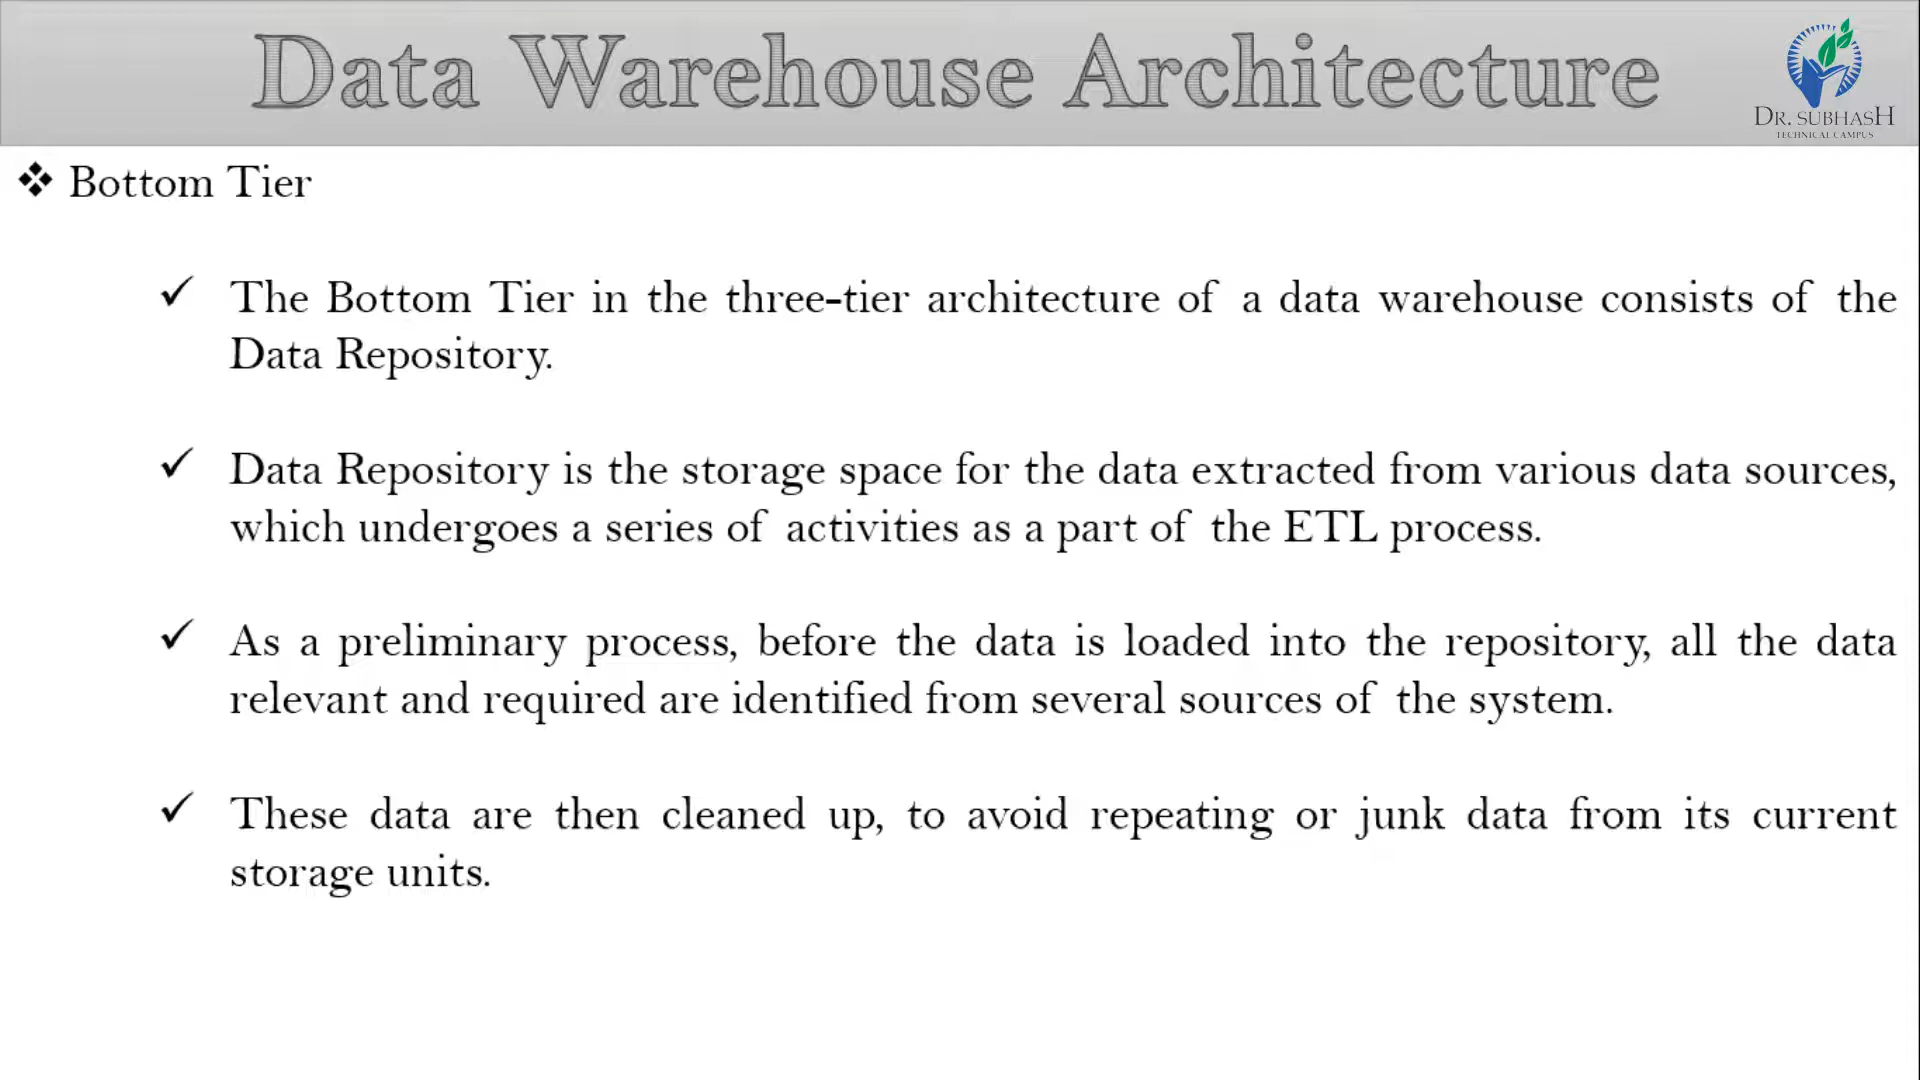 Data Warehouse Architecture
DR. SUBHASH
TECHNICAL CAMPUS
❖ Bottom Tier
✓ The Bottom Tier in the three-tier architecture of a data warehouse consists of the
Data Repository.
✓ Data Repository is the storage space for the data extracted from various data sources,
which undergoes a series of activities as a part of the ETL process.
✓ As a preliminary process, before the data is loaded into the repository, all the data
relevant and required are identified from several sources of the system.
✓ These data are then cleaned up, to avoid repeating or junk data from its current
storage units.